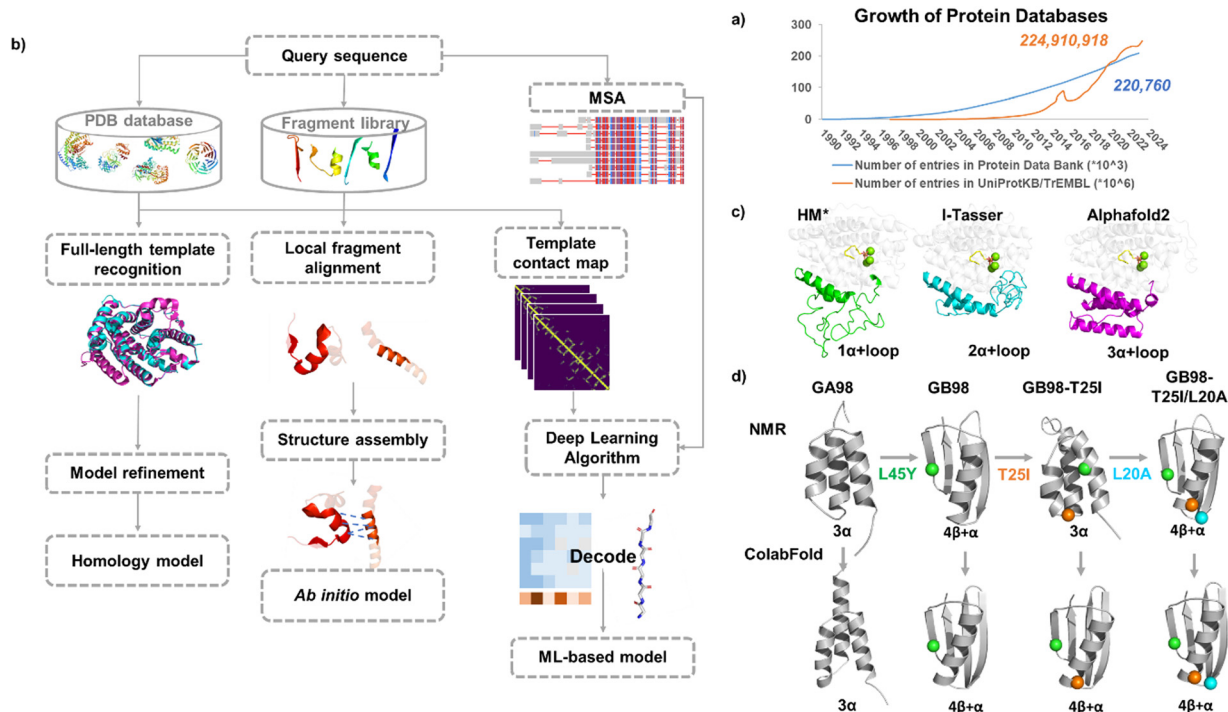 b)
Query sequence
PDB database
Fragment library
MSA
Full-length template
recognition
Local fragment
alignment
Template
contact map
Structure assembly
Deep Learning
Algorithm
Model refinement
Homology model
Decode
Ab initio model
ML-based model
a)
Growth of Protein Databases
300
200
100
0
224,910,918
220,760
1990
1992
1994
1996
1998
2000
2002
2004
2006
2008
2010
2012
2014
2016
2018
2020
2022
2024
Number of entries in Protein Data Bank (*10^3)
Number of entries in UniProtKB/TrEMBL (*10^6)
c)
HM*
I-Tasser
Alphafold2
1α+loop
2α+loop
3α+loop
d)
GA98
GB98
GB98-T25I
GB98-
T25I/L20A
NMR
L45Y
T25I
L20A
3α
4β+α
3α
4β+α
ColabFold
3α
4β+α
4β+α
4β+α